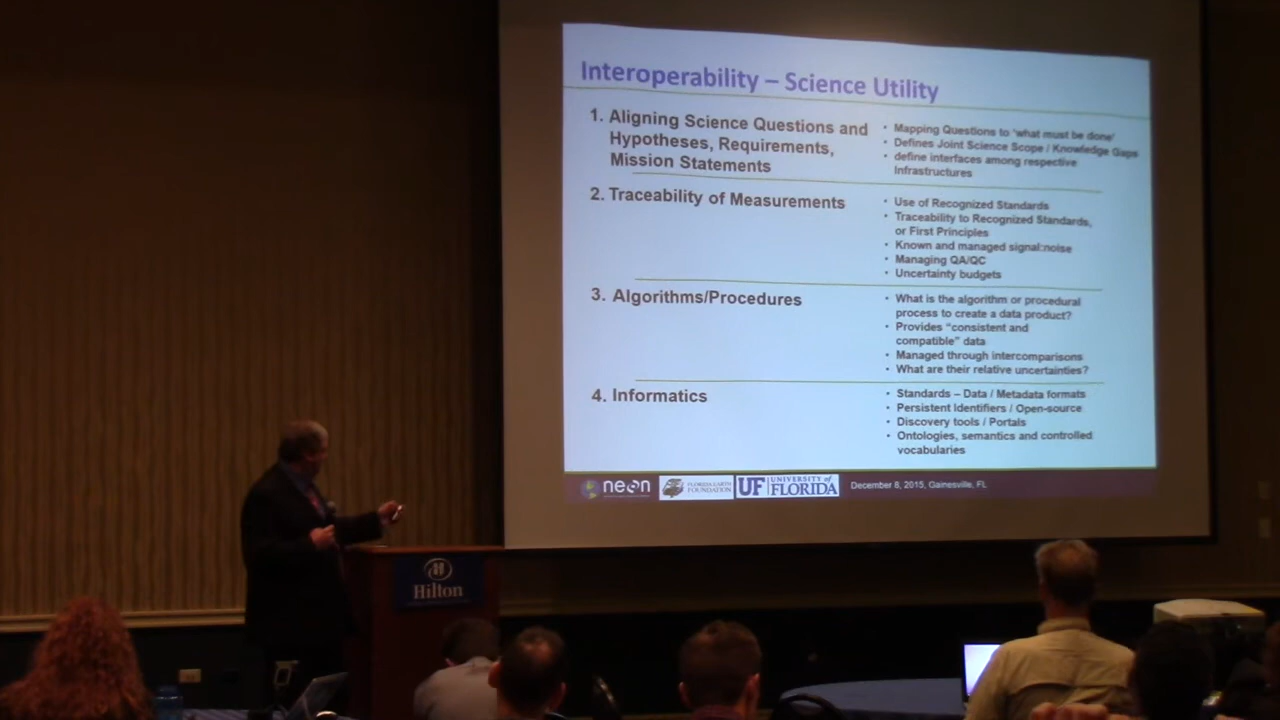 Interoperability – Science Utility
1. Aligning Science Questions and
Hypotheses, Requirements,
Mission Statements
• Mapping Questions to 'what must be done'
• Defines Joint Science Scope / Knowledge Gaps
• define interfaces among respective
Infrastructures
2. Traceability of Measurements
• Use of Recognized Standards
• Traceability to Recognized Standards,
or First Principles
• Known and managed signal:noise
• Managing QA/QC
• Uncertainty budgets
3. Algorithms/Procedures
• What is the algorithm or procedural
process to create a data product?
• Provides “consistent and
compatible” data
• Managed through intercomparisons
• What are their relative uncertainties?
4. Informatics
• Standards – Data / Metadata formats
• Persistent Identifiers / Open-source
• Discovery tools / Portals
• Ontologies, semantics and controlled
vocabularies
neon
FLORIDA EARTH
FOUNDATION
UF UNIVERSITY of
FLORIDA
December 8, 2015, Gainesville, FL
H
Hilton